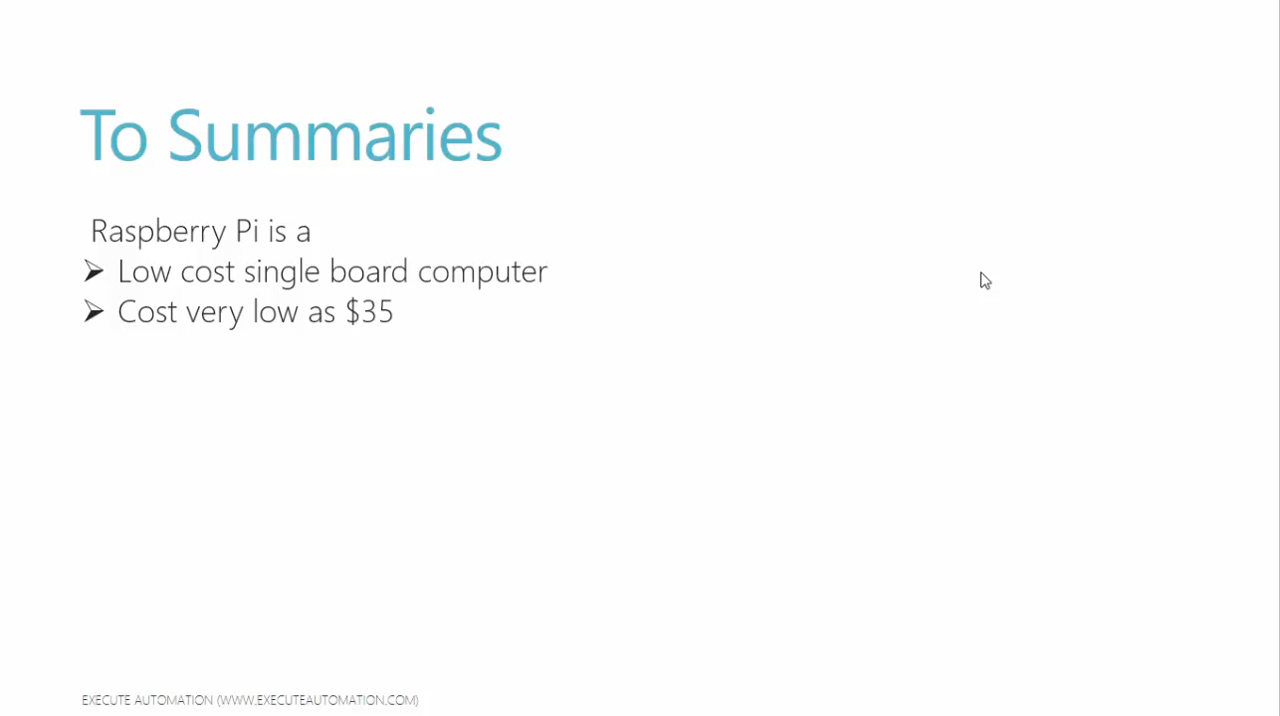 To Summaries
Raspberry Pi is a
➢ Low cost single board computer
➢ Cost very low as $35
EXECUTE AUTOMATION (WWW.EXECUTEAUTOMATION.COM)